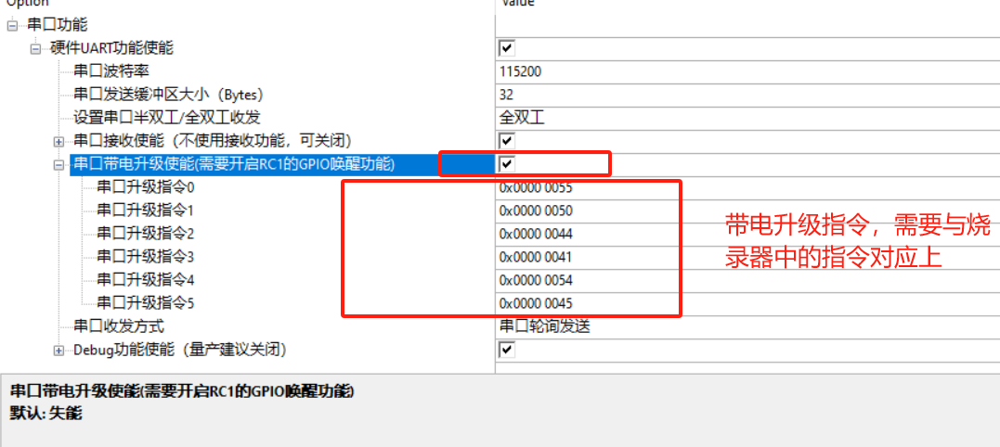 Option Value
串口功能
硬件UART功能使能
串口波特率 115200
串口发送缓冲区大小（Bytes） 32
设置串口半双工/全双工收发 全双工
串口接收使能（不使用接收功能，可关闭）
串口带电升级使能(需要开启RC1的GPIO唤醒功能)
串口升级指令0 0x0000 0055
串口升级指令1 0x0000 0050
串口升级指令2 0x0000 0044
串口升级指令3 0x0000 0041
串口升级指令4 0x0000 0054
串口升级指令5 0x0000 0045
带电升级指令，需要与烧
录器中的指令对应上
串口收发方式 串口轮询发送
Debug功能使能（量产建议关闭）
串口带电升级使能(需要开启RC1的GPIO唤醒功能)
默认: 失能